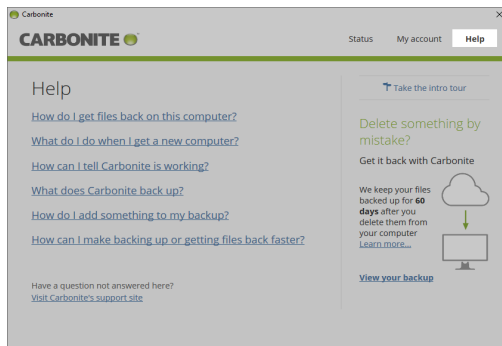 Carbonite
CARBONITE
Status
My account
Help
Help
How do I get files back on this computer?
What do I do when I get a new computer?
How can I tell Carbonite is working?
What does Carbonite back up?
How do I add something to my backup?
How can I make backing up or getting files back faster?
Have a question not answered here?
Visit Carbonite's support site
Take the intro tour
Delete something by
mistake?
Get it back with Carbonite
We keep your files
backed up for 60
days after you
delete them from
your computer
Learn more...
View your backup